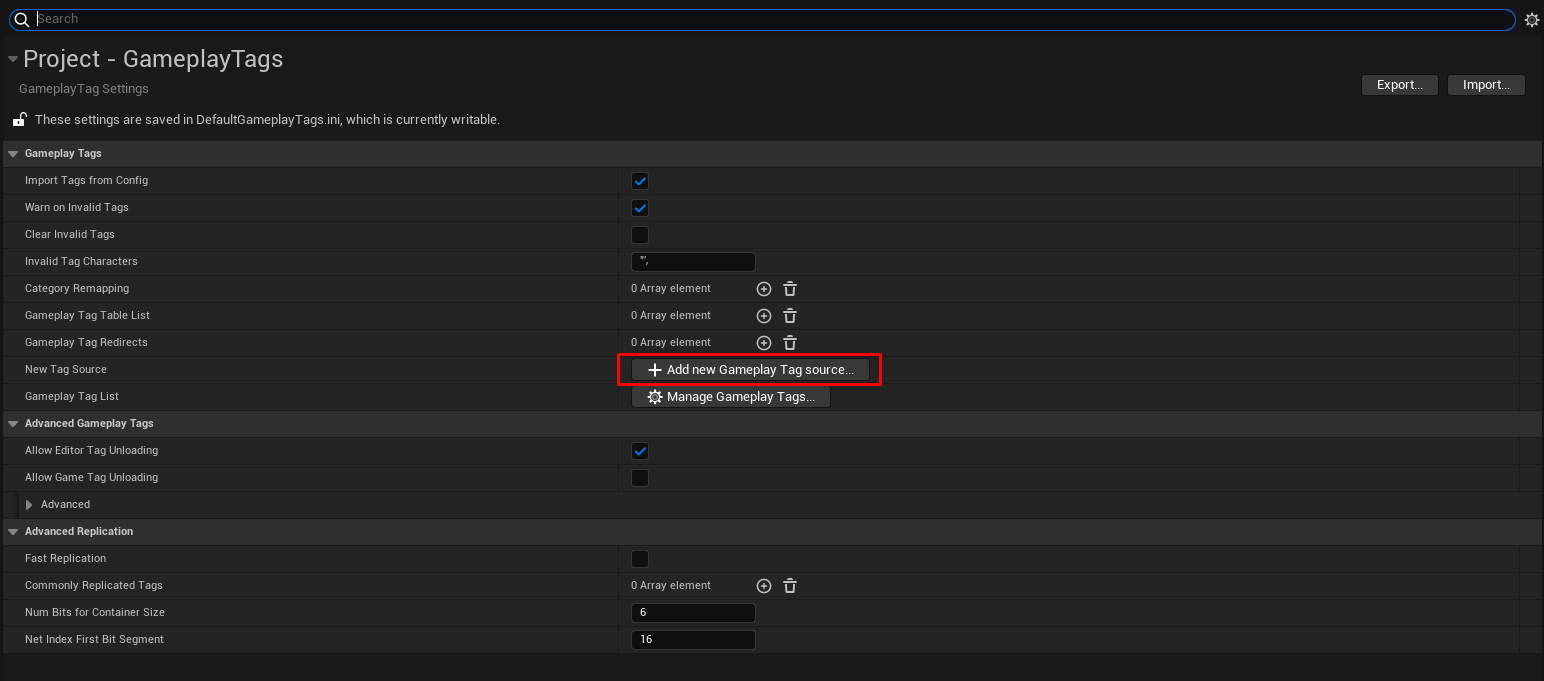 Search
Project - GameplayTags
GameplayTag Settings
Export...
Import...
These settings are saved in DefaultGameplayTags.ini, which is currently writable.
Gameplay Tags
Import Tags from Config
Warn on Invalid Tags
Clear Invalid Tags
Invalid Tag Characters "',
Category Remapping 0 Array element
Gameplay Tag Table List 0 Array element
Gameplay Tag Redirects 0 Array element
New Tag Source Add new Gameplay Tag source...
Gameplay Tag List Manage Gameplay Tags...
Advanced Gameplay Tags
Allow Editor Tag Unloading
Allow Game Tag Unloading
Advanced
Advanced Replication
Fast Replication
Commonly Replicated Tags 0 Array element
Num Bits for Container Size 6
Net Index First Bit Segment 16